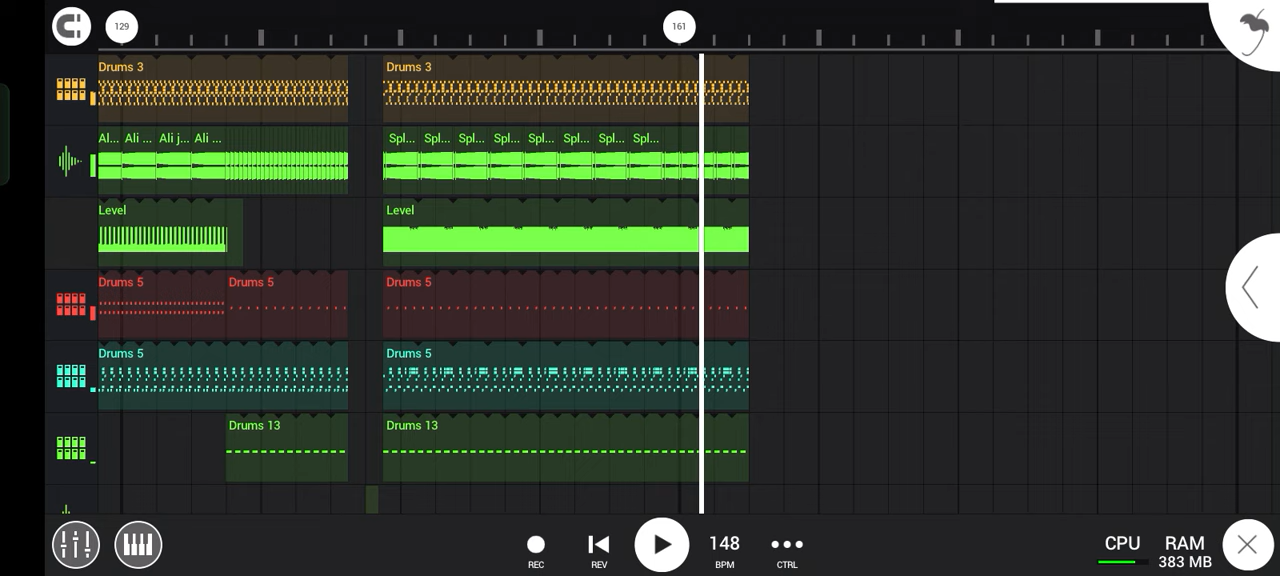 129
161
Drums 3
Drums 3
Al... Ali ... Ali j... Ali ...
Spl... Spl... Spl... Spl... Spl... Spl... Spl... Spl...
Level
Level
Drums 5
Drums 5
Drums 5
Drums 5
Drums 5
Drums 13
Drums 13
148
CPU
RAM
383 MB
REC
REV
BPM
CTRL